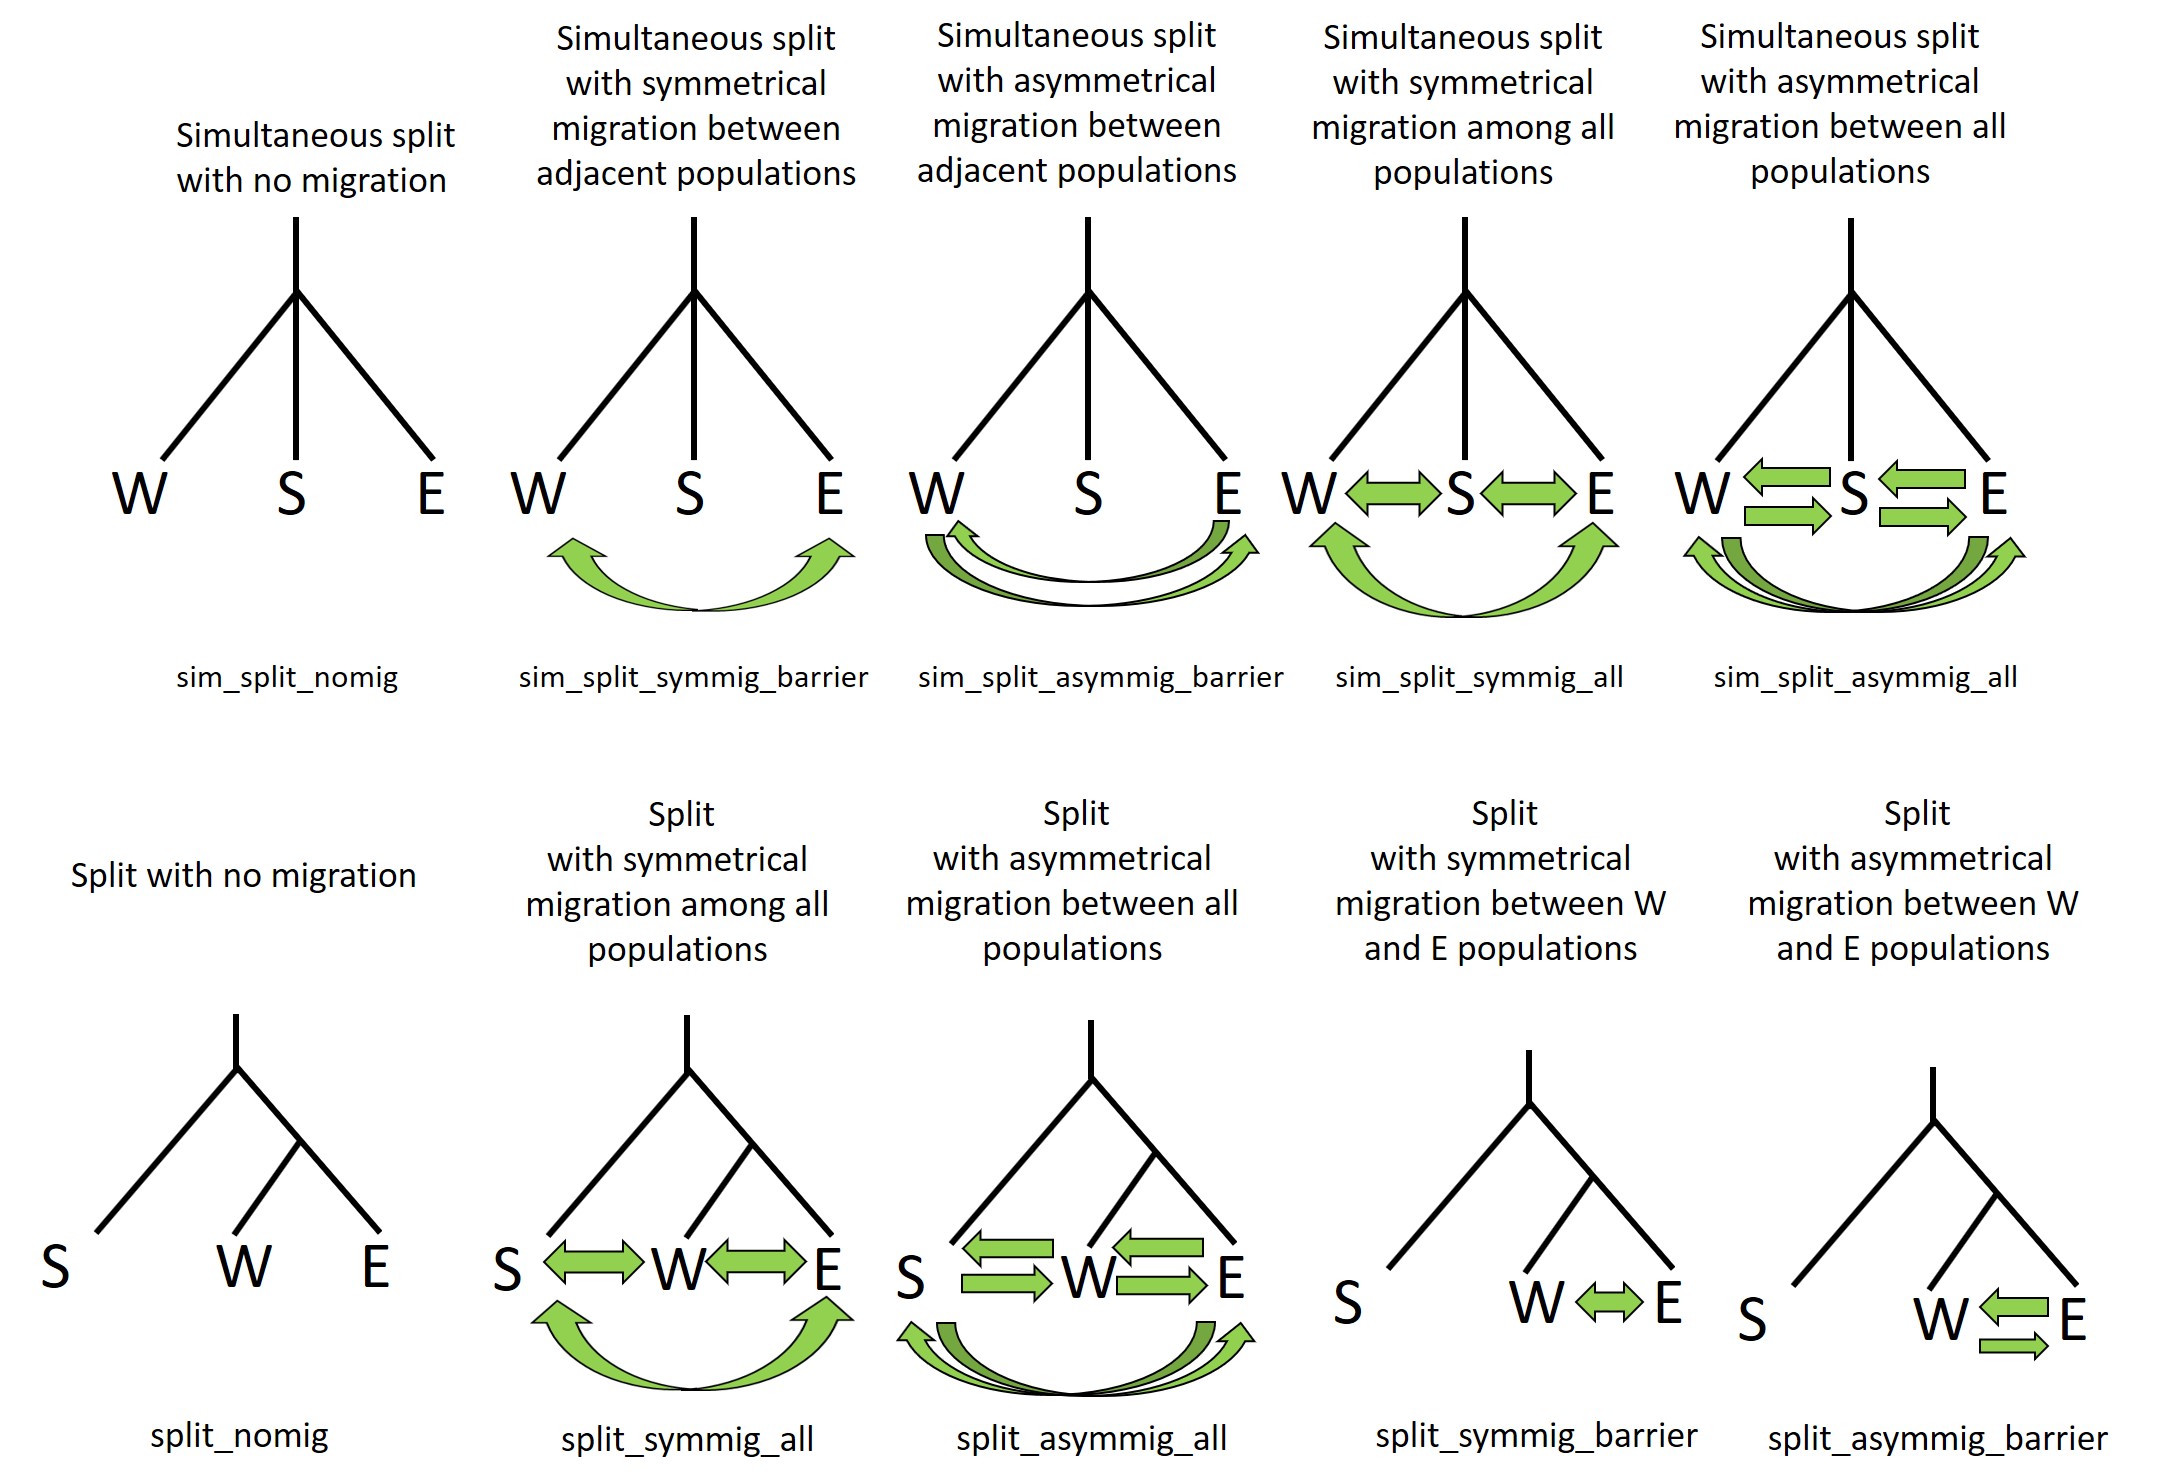 Simultaneous split
with no migration
Simultaneous split
with symmetrical
migration between
adjacent populations
Simultaneous split
with asymmetrical
migration between
adjacent populations
Simultaneous split
with symmetrical
migration among all
populations
Simultaneous split
with asymmetrical
migration between all
populations
W S E
W S E
W S E
W S E
W S E
sim_split_nomig
sim_split_symmig_barrier
sim_split_asymmig_barrier
sim_split_symmig_all
sim_split_asymmig_all
Split with no migration
Split
with symmetrical
migration among all
populations
Split
with asymmetrical
migration between all
populations
Split
with symmetrical
migration between W
and E populations
Split
with asymmetrical
migration between W
and E populations
S W E
S W E
S W E
S W E
S W E
split_nomig
split_symmig_all
split_asymmig_all
split_symmig_barrier
split_asymmig_barrier